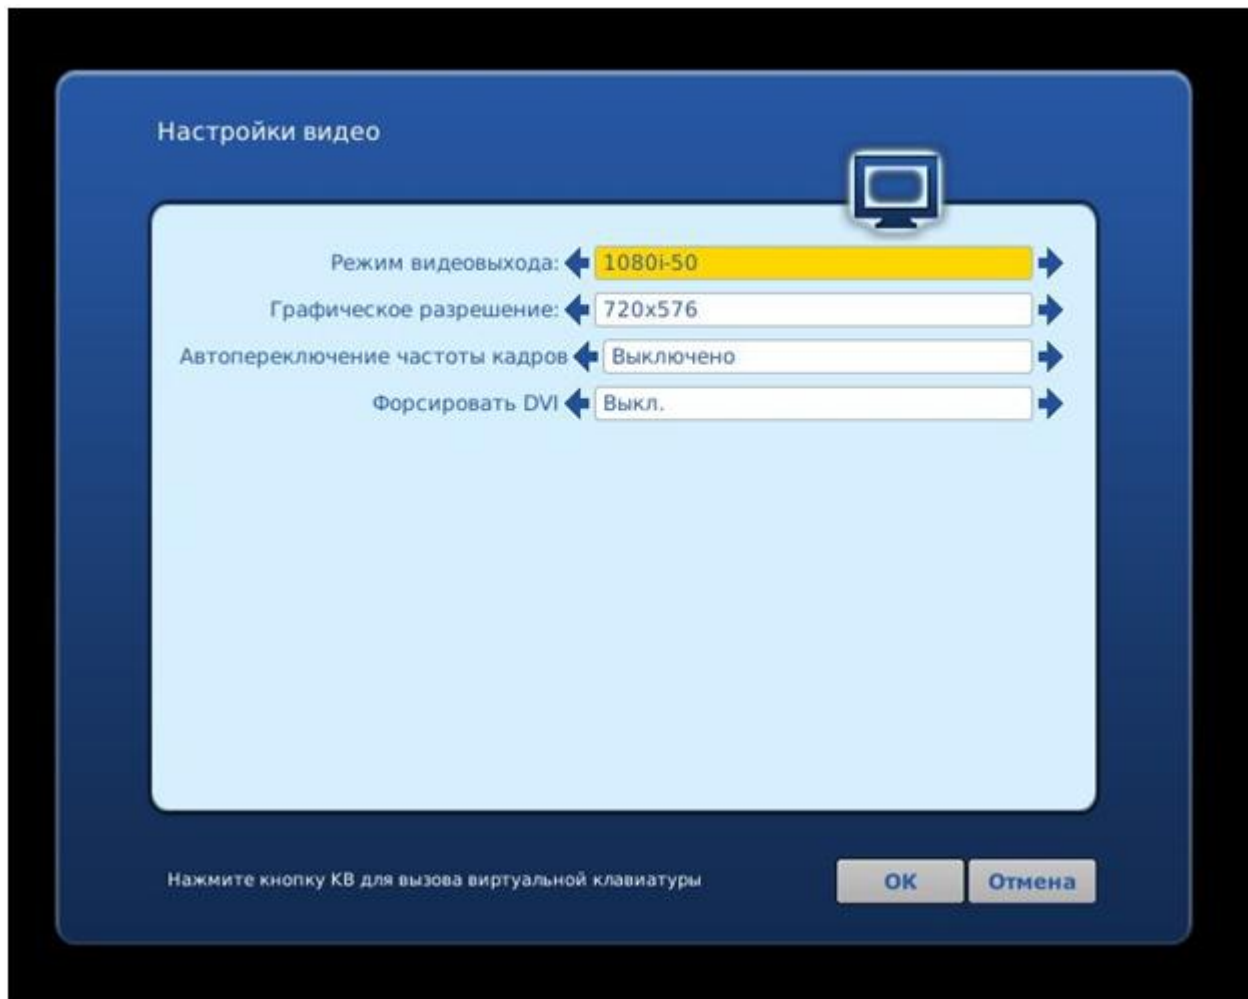 Настройки видео
Режим видеовыхода: 1080i-50
Графическое разрешение: 720x576
Автопереключение частоты кадров Выключено
Форсировать DVI Выкл.
Нажмите кнопку КВ для вызова виртуальной клавиатуры OK Отмена